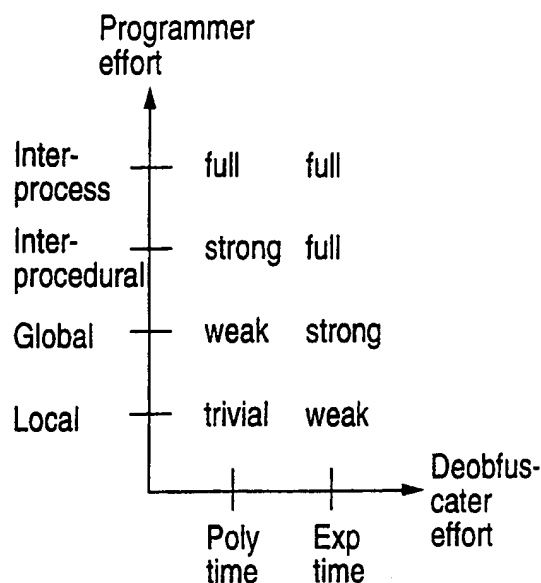 Programmer
effort
Inter-
process
full full
Inter-
procedural
strong full
Global weak strong
Local trivial weak
Deobfus-
cater
effort
Poly
time
Exp
time